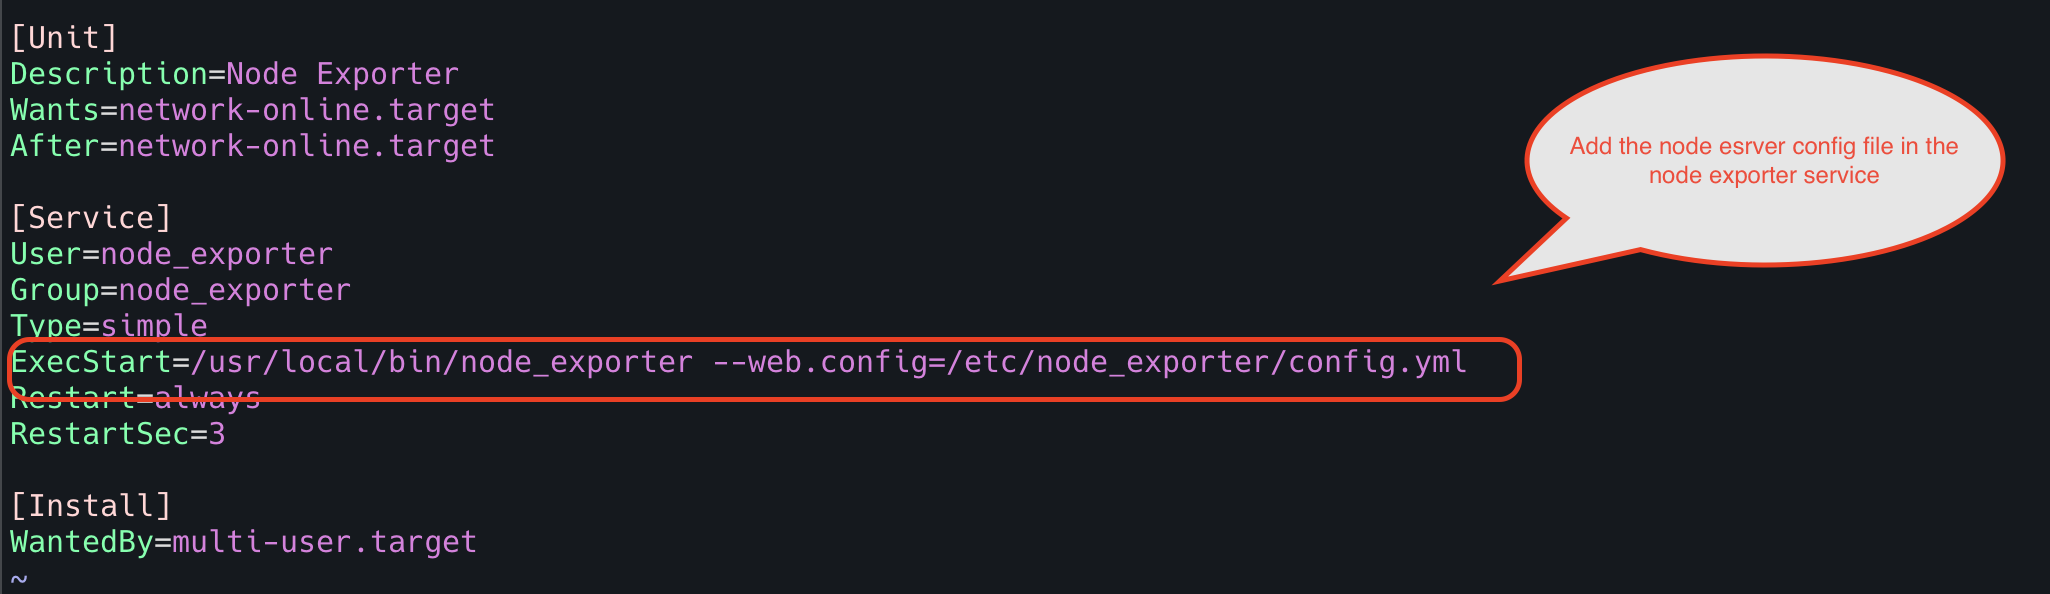 [Unit]
Description=Node Exporter
Wants=network-online.target
After=network-online.target
[Service]
User=node_exporter
Group=node_exporter
Type=simple
ExecStart=/usr/local/bin/node_exporter --web.config=/etc/node_exporter/config.yml
Restart=always
RestartSec=3
[Install]
WantedBy=multi-user.target
~
Add the node esrver config file in the
node exporter service